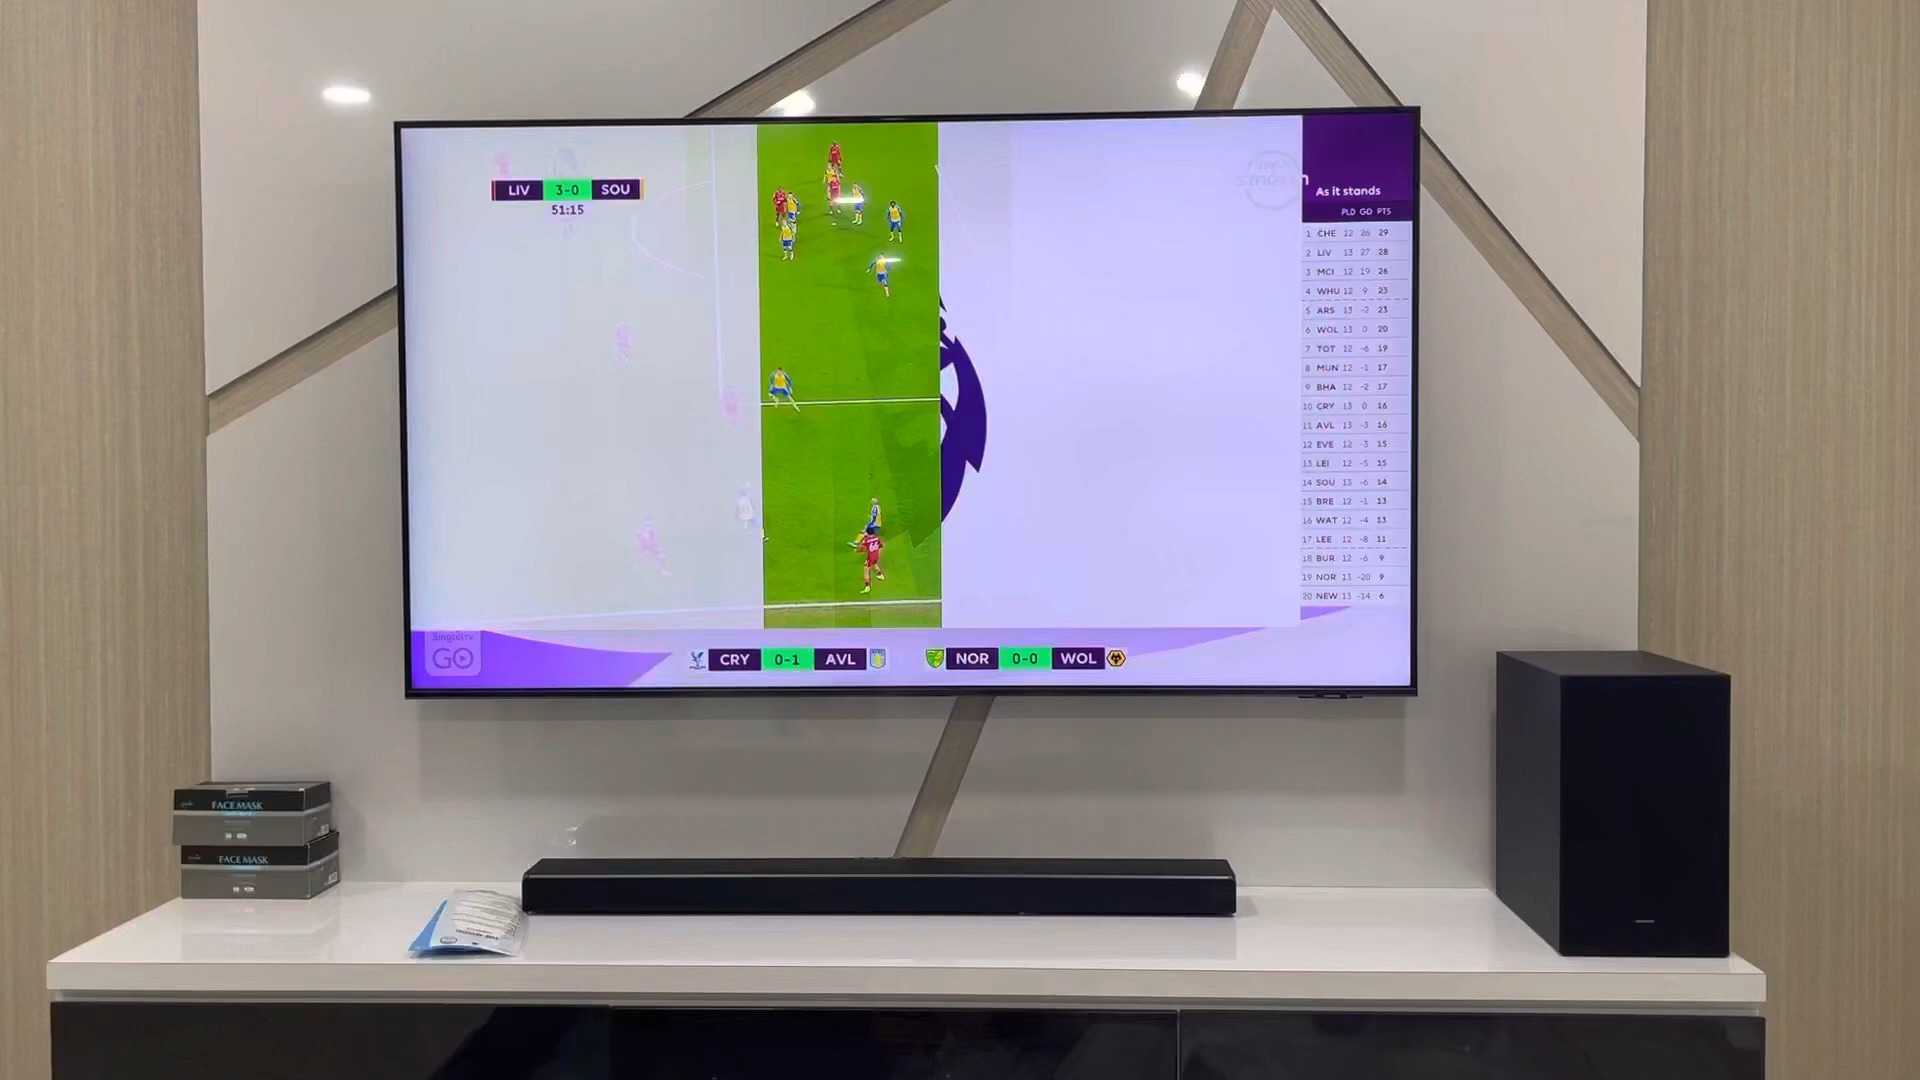 LIV 3-0 SOU
51:15
As it stands
PLD GD PTS
1 CHE 12 26 29
2 LIV 13 27 28
3 MCI 12 19 26
4 WHU 12 9 23
5 ARS 13 -2 23
6 WOL 13 0 20
7 TOT 12 -6 19
8 MUN 12 -1 17
9 BHA 12 -2 17
10 CRY 13 0 16
11 AVL 13 -3 16
12 EVE 12 -3 15
13 LEI 12 -5 15
14 SOU 13 -6 14
15 BRE 12 -1 13
16 WAT 12 -4 13
17 LEE 12 -8 11
18 BUR 12 -6 9
19 NOR 13 -20 9
20 NEW 13 -14 6
66
SingtelTV
GO
CRY 0-1 AVL
NOR 0-0 WOL
FACE MASK
FACE MASK